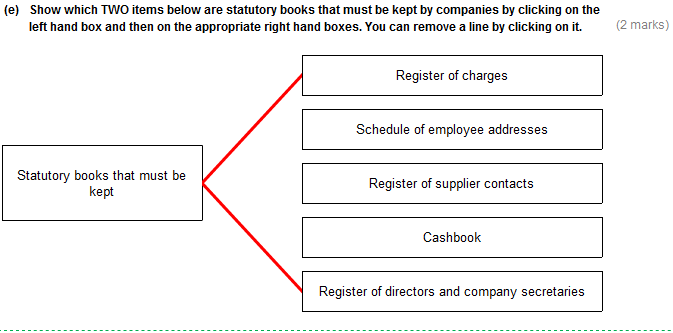 (e) Show which TWO items below are statutory books that must be kept by companies by clicking on the
left hand box and then on the appropriate right hand boxes. You can remove a line by clicking on it. (2 marks)
Register of charges
Schedule of employee addresses
Statutory books that must be
kept
Register of supplier contacts
Cashbook
Register of directors and company secretaries